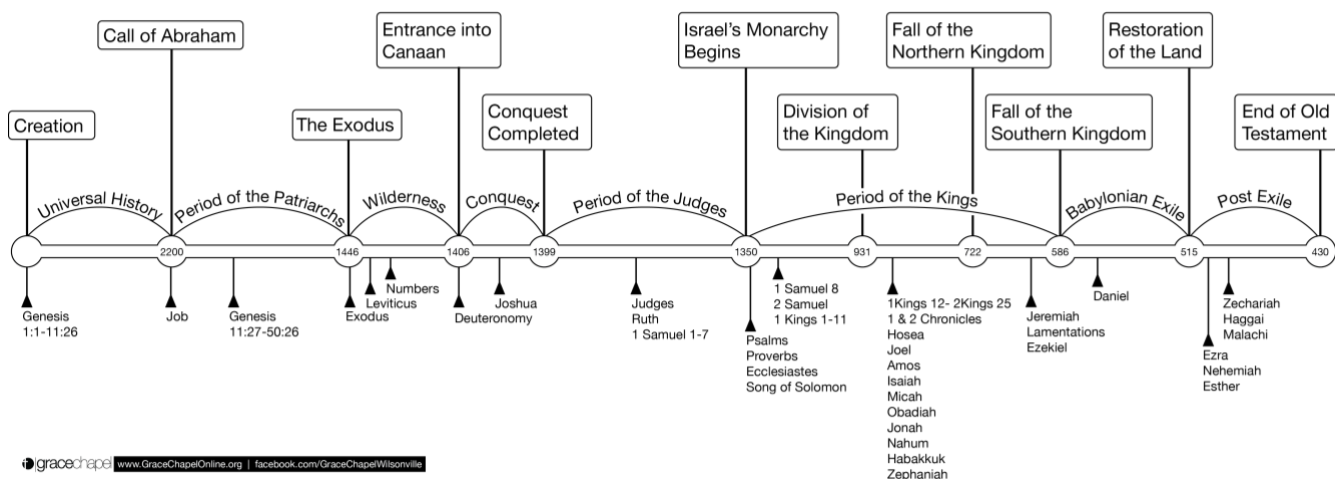 Call of Abraham
Entrance into
Canaan
Israel's Monarchy
Begins
Fall of the
Northern Kingdom
Restoration
of the Land
Creation
The Exodus
Conquest
Completed
Division of
the Kingdom
Fall of the
Southern Kingdom
End of Old
Testament
Universal History
Period of the Patriarchs
Wilderness
Conquest
Period of the Judges
Period of the Kings
Babylonian Exile
Post Exile
2200
1446
1406
1399
1350
931
722
586
515
430
Genesis
1:1-11:26
Job
Genesis
11:27-50:26
Exodus
Leviticus
Numbers
Deuteronomy
Joshua
Judges
Ruth
1 Samuel 1-7
Psalms
Proverbs
Ecclesiastes
Song of Solomon
1 Samuel 8
2 Samuel
1 Kings 1-11
1Kings 12- 2Kings 25
1 & 2 Chronicles
Hosea
Joel
Amos
Isaiah
Micah
Obadiah
Jonah
Nahum
Habakkuk
Zephaniah
Jeremiah
Lamentations
Ezekiel
Daniel
Ezra
Nehemiah
Esther
Zechariah
Haggai
Malachi
gracechapel www.GraceChapelOnline.org | facebook.com/GraceChapelWilsonville